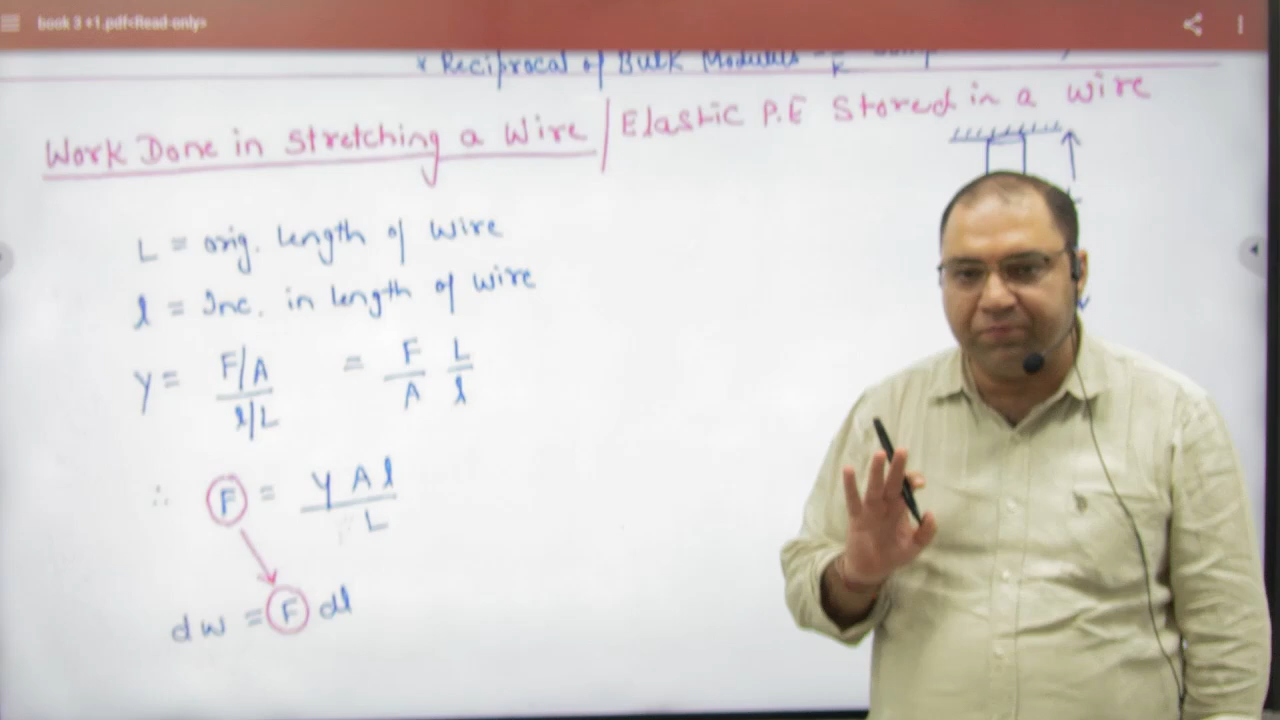 book 3 +1.pdf<Read-only>
* Reciprocal of Bulk Modulus
Work Done in Stretching a Wire / Elastic P.E Stored in a wire
L = orig. length of wire
l = Inc. in length of wire
Y = F/A / l/L = F/A L/l
∴ F = Y A l / L
dw = F dl